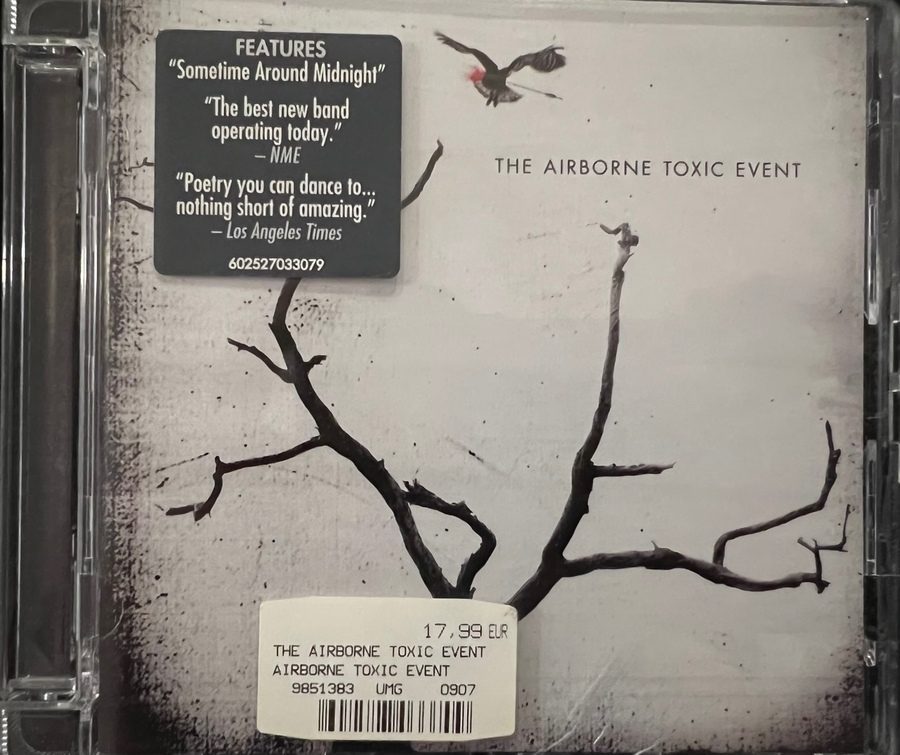 FEATURES
“Sometime Around Midnight”
“The best new band
operating today.”
– NME
“Poetry you can dance to...
nothing short of amazing.”
– Los Angeles Times
602527033079
THE AIRBORNE TOXIC EVENT
17,99 EUR
THE AIRBORNE TOXIC EVENT
AIRBORNE TOXIC EVENT
9851383 UMG 0907